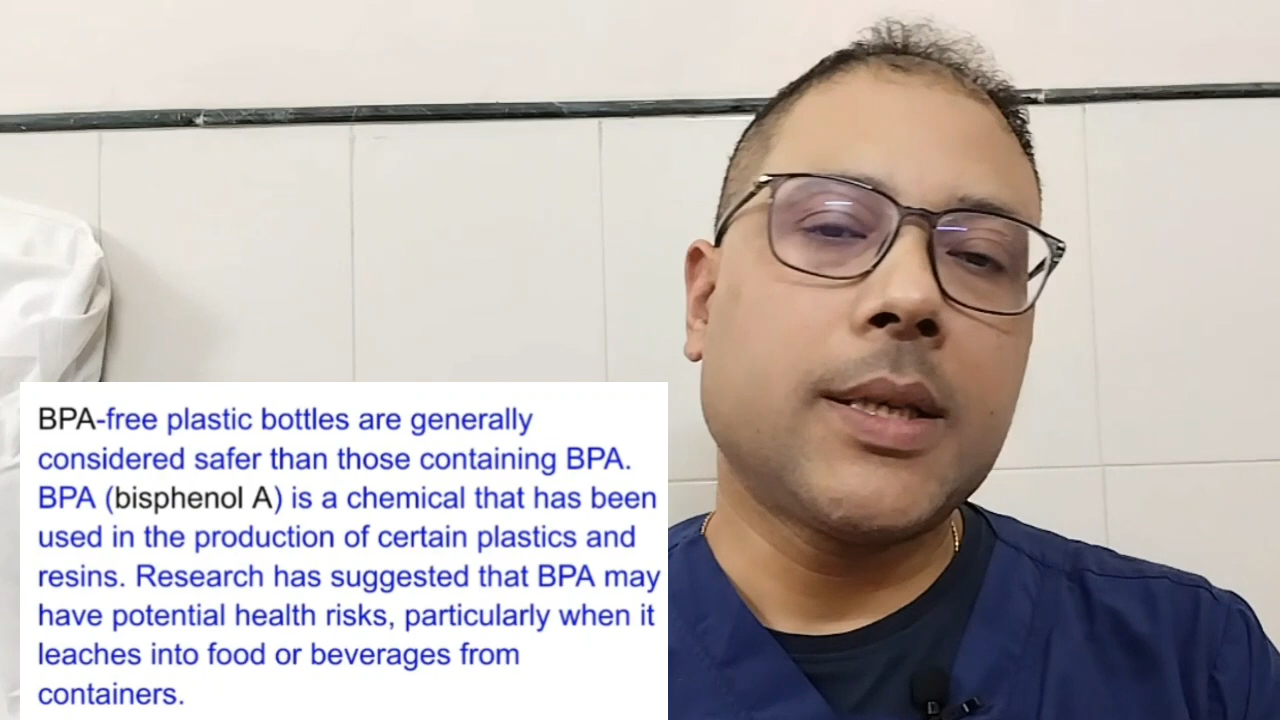 BPA-free plastic bottles are generally
considered safer than those containing BPA.
BPA (bisphenol A) is a chemical that has been
used in the production of certain plastics and
resins. Research has suggested that BPA may
have potential health risks, particularly when it
leaches into food or beverages from
containers.